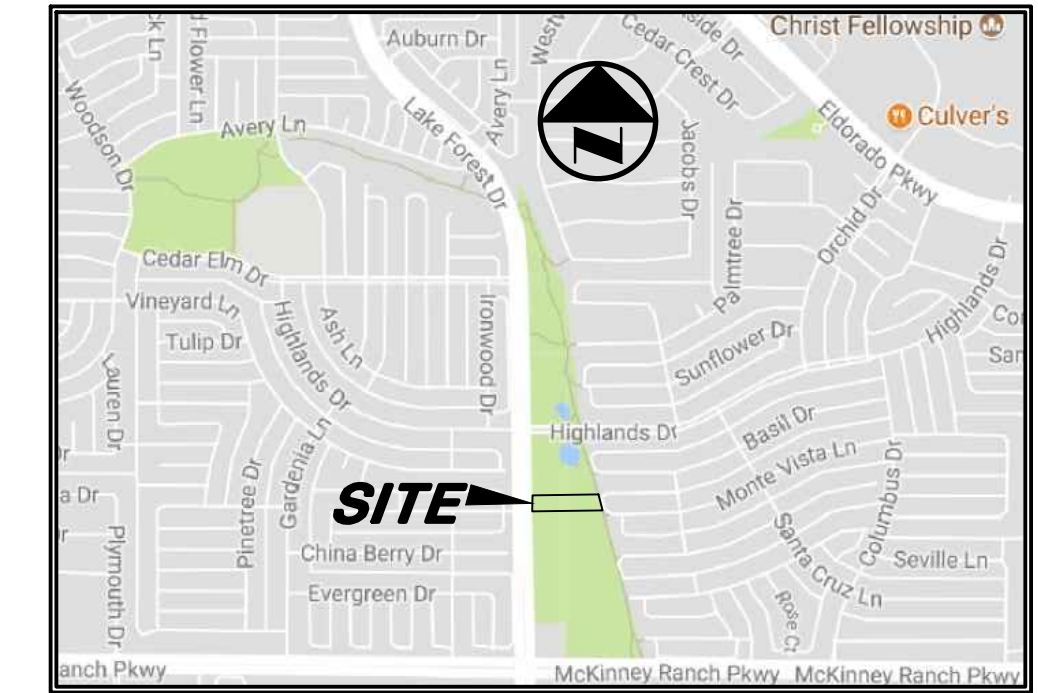 Christ Fellowship
Auburn Dr
Cedar Crest Dr
Flower Ln
Avery Ln
Culver's
Woodson Dr
Avery Ln
Lake Forest Dr
Jacobs Dr
Eldorado Pkwy
N
Orchid Dr
Palmtree Dr
Cedar Elm Dr
Highlands Dr
Vineyard Ln
Highlands Dr
Ash Ln
Ironwood Dr
Tulip Dr
Sunflower Dr
Lauren Dr
Basil Dr
Highlands Dr
Monte Vista Ln
Columbus Dr
Gardenia Ln
Pinetree Dr
SITE
a Dr
Santa Cruz Ln
Plymouth Dr
China Berry Dr
Seville Ln
Evergreen Dr
Rose Ct
anch Pkwy
McKinney Ranch Pkwy
McKinney Ranch Pkwy